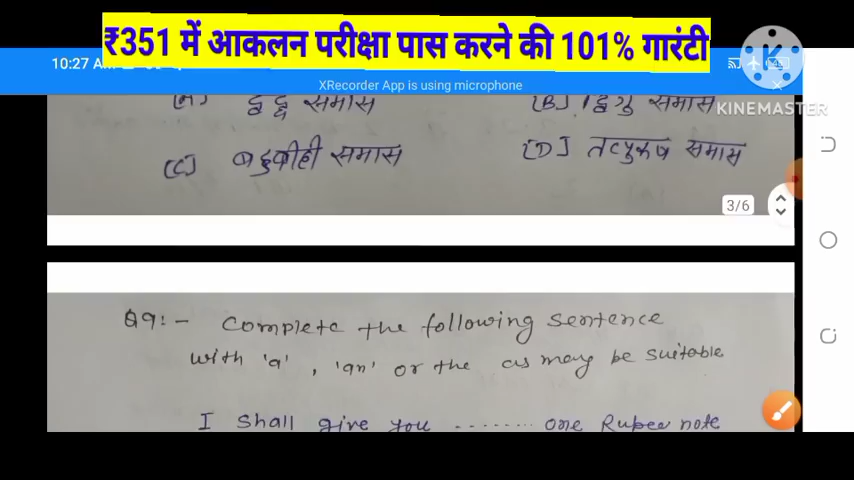 ₹351 में आकलन परीक्षा पास करने की 101% गारंटी
10:27 A
XRecorder App is using microphone
KINEMASTER
(A) द्वंद्व समास (B) द्विगु समास
(C) बहुव्रीही समास (D) तत्पुरुष समास
3/6
Q9:- Complete the following sentence
with 'a', 'an' or the as may be suitable
I shall give you ........ one Rupee note